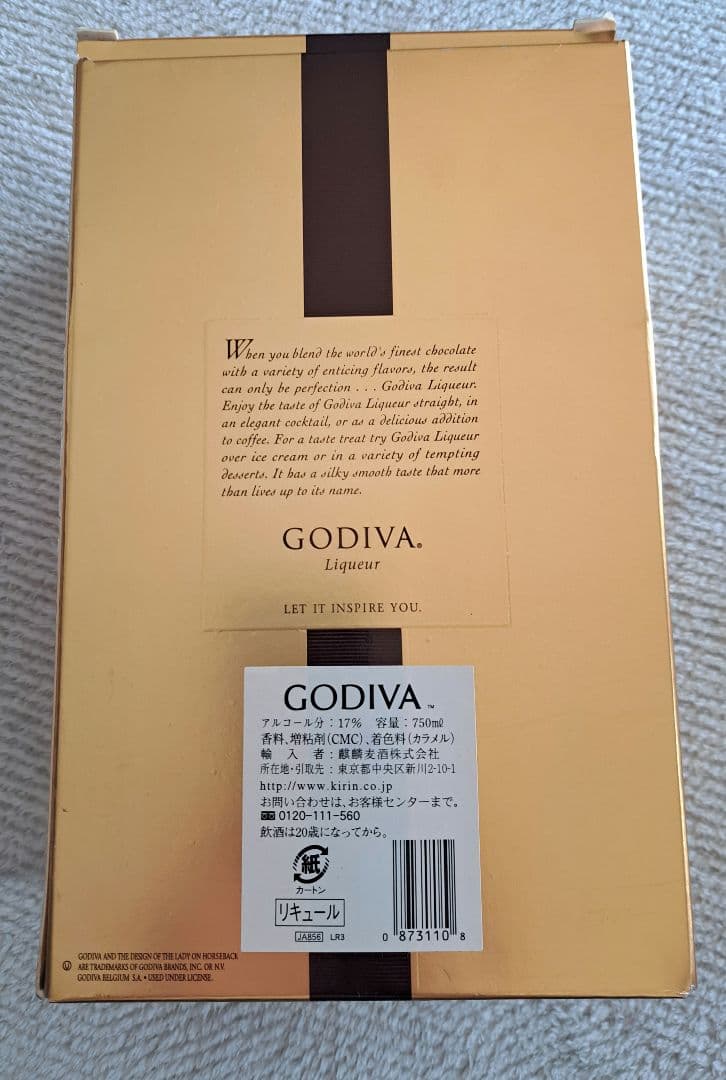 When you blend the world's finest chocolate
with a variety of enticing flavors, the result
can only be perfection . . . Godiva Liqueur.
Enjoy the taste of Godiva Liqueur straight, in
an elegant cocktail, or as a delicious addition
to coffee. For a taste treat try Godiva Liqueur
over ice cream or in a variety of tempting
desserts. It has a silky smooth taste that more
than lives up to its name.
GODIVA®
Liqueur
LET IT INSPIRE YOU.
GODIVA™
アルコール分：17% 容量：750mℓ
香料、増粘剤(CMC)、着色料(カラメル)
輸入者：麒麟麦酒株式会社
所在地・引取先：東京都中央区新川2-10-1
http://www.kirin.co.jp
お問い合わせは、お客様センターまで。
0120-111-560
飲酒は20歳になってから。
紙
カートン
リキュール
JA856 LR3
0 873110 8
GODIVA AND THE DESIGN OF THE LADY ON HORSEBACK
Ⓤ ARE TRADEMARKS OF GODIVA BRANDS, INC. OR N.V.
GODIVA BELGIUM S.A. • USED UNDER LICENSE.